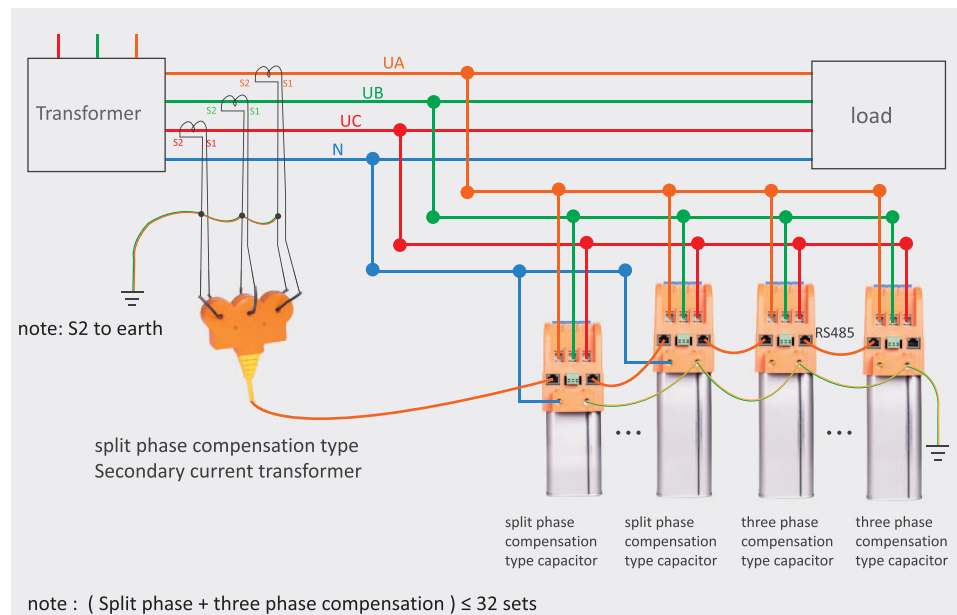 UA
S2
S1
UB
Transformer
S2
S1
load
UC
S2
S1
N
note: S2 to earth
RS485
split phase compensation type
Secondary current transformer
...
...
split phase
compensation
type capacitor
split phase
compensation
type capacitor
three phase
compensation
type capacitor
three phase
compensation
type capacitor
note : ( Split phase + three phase compensation ) ≤ 32 sets